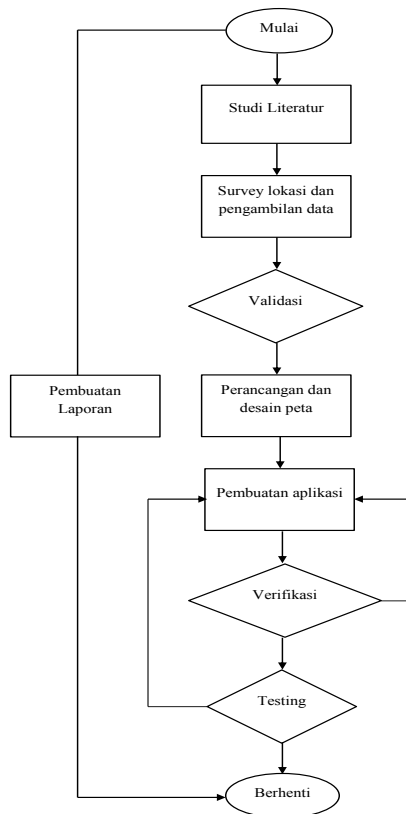 Mulai
Studi Literatur
Survey lokasi dan
pengambilan data
Validasi
Pembuatan
Laporan
Perancangan dan
desain peta
Pembuatan aplikasi
Verifikasi
Testing
Berhenti